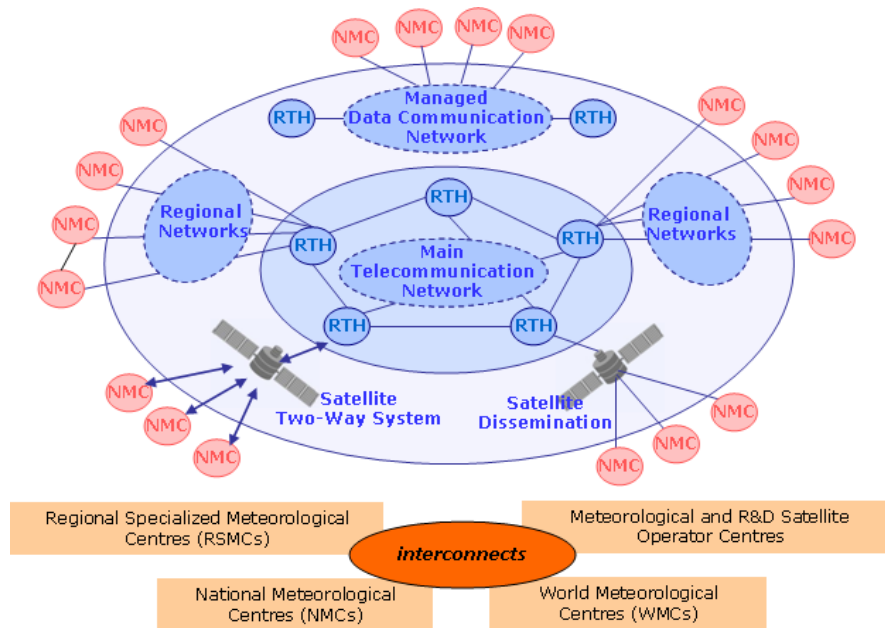 NMC
NMC
NMC
NMC
Managed
Data Communication
Network
RTH
RTH
NMC
NMC
NMC
NMC
NMC
NMC
NMC
NMC
NMC
Regional
Networks
RTH
RTH
RTH
Regional
Networks
Main
Telecommunication
Network
RTH
RTH
Satellite
Two-Way System
Satellite
Dissemination
NMC
NMC
NMC
NMC
NMC
NMC
Regional Specialized Meteorological
Centres (RSMCs)
Meteorological and R&D Satellite
Operator Centres
interconnects
National Meteorological
Centres (NMCs)
World Meteorological
Centres (WMCs)